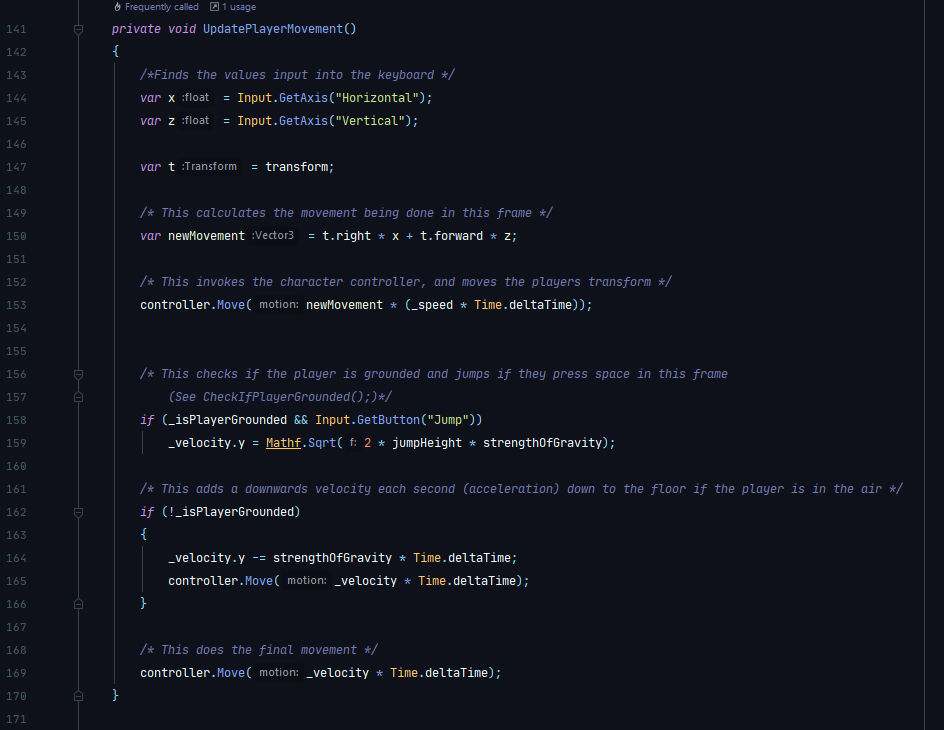 Frequently called 1 usage
141 private void UpdatePlayerMovement()
142 {
143 /*Finds the values input into the keyboard */
144 var x :float = Input.GetAxis("Horizontal");
145 var z :float = Input.GetAxis("Vertical");
146
147 var t :Transform = transform;
148
149 /* This calculates the movement being done in this frame */
150 var newMovement :Vector3 = t.right * x + t.forward * z;
151
152 /* This invokes the character controller, and moves the players transform */
153 controller.Move( motion: newMovement * (_speed * Time.deltaTime));
154
155
156 /* This checks if the player is grounded and jumps if they press space in this frame
157 (See CheckIfPlayerGrounded();)*/
158 if (_isPlayerGrounded && Input.GetButton("Jump"))
159 _velocity.y = Mathf.Sqrt( f: 2 * jumpHeight * strengthOfGravity);
160
161 /* This adds a downwards velocity each second (acceleration) down to the floor if the player is in the air */
162 if (!_isPlayerGrounded)
163 {
164 _velocity.y -= strengthOfGravity * Time.deltaTime;
165 controller.Move( motion: _velocity * Time.deltaTime);
166 }
167
168 /* This does the final movement */
169 controller.Move( motion: _velocity * Time.deltaTime);
170 }
171